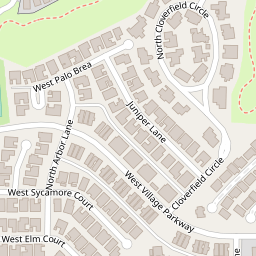 North Cloverfield Circle
West Palo Brea
Juniper Lane
North Arbor Lane
Cloverfield Circle
West Village Parkway
West Sycamore
Court
West Elm Court